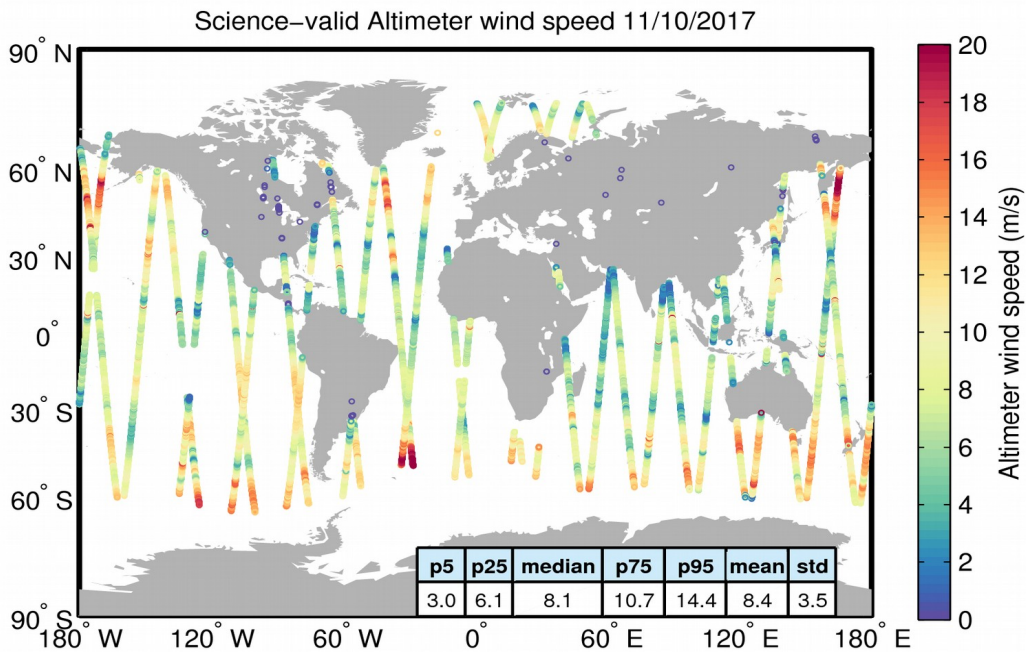 Science−valid Altimeter wind speed 11/10/2017
90° N
60° N
30° N
0°
30° S
60° S
90° S
180° W
120° W
60° W
0°
60° E
120° E
180° E
p5 p25 median p75 p95 mean std
3.0 6.1 8.1 10.7 14.4 8.4 3.5
20
18
16
14
12
10
8
6
4
2
0
Altimeter wind speed (m/s)